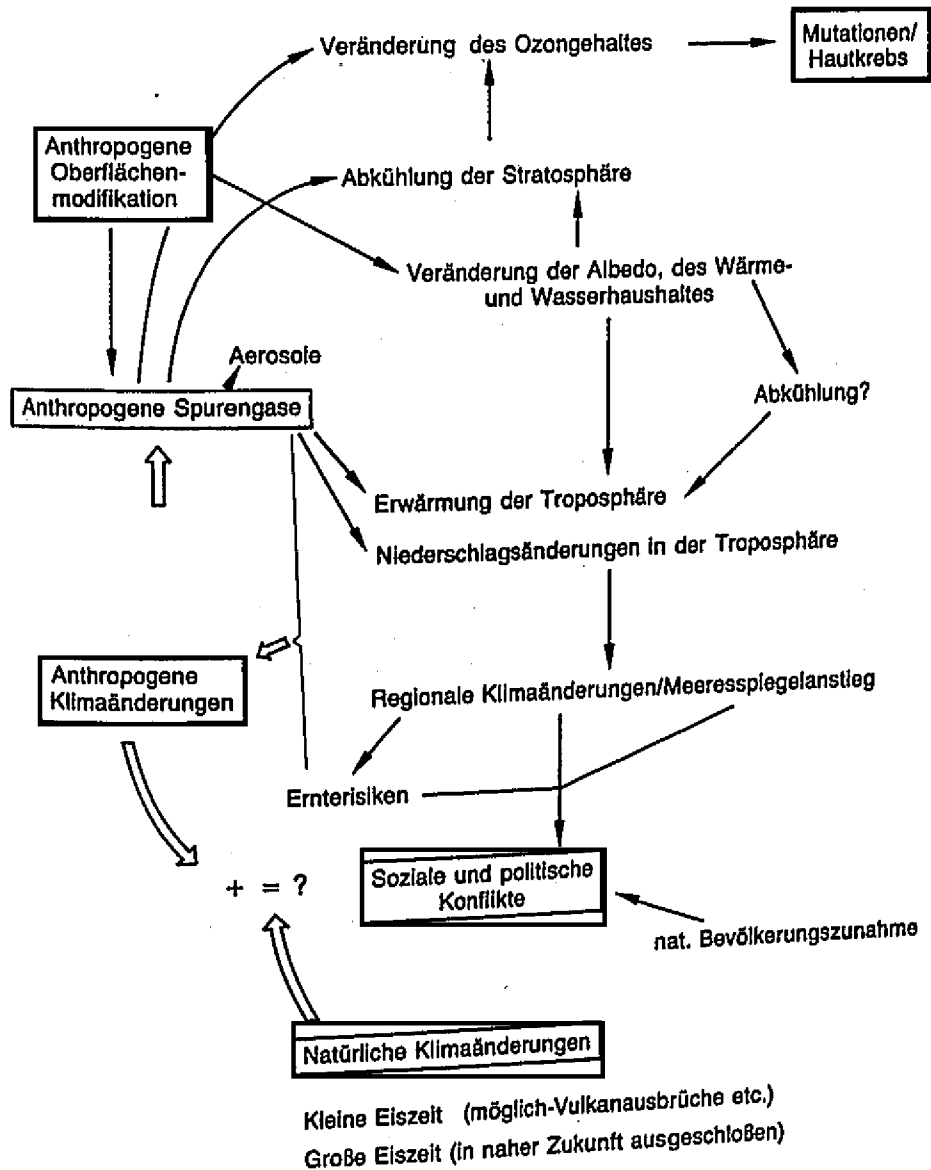 Veränderung des Ozongehaltes
Mutationen/
Hautkrebs
Anthropogene
Oberflächen-
modifikation
Abkühlung der Stratosphäre
Veränderung der Albedo, des Wärme-
und Wasserhaushaltes
Aerosole
Anthropogene Spurengase
Abkühlung?
Erwärmung der Troposphäre
Niederschlagsänderungen in der Troposphäre
Anthropogene
Klimaänderungen
Regionale Klimaänderungen/Meeresspiegelanstieg
Ernterisiken
+ = ?
Soziale und politische
Konflikte
nat. Bevölkerungszunahme
Natürliche Klimaänderungen
Kleine Eiszeit (möglich-Vulkanausbrüche etc.)
Große Eiszeit (in naher Zukunft ausgeschloßen)